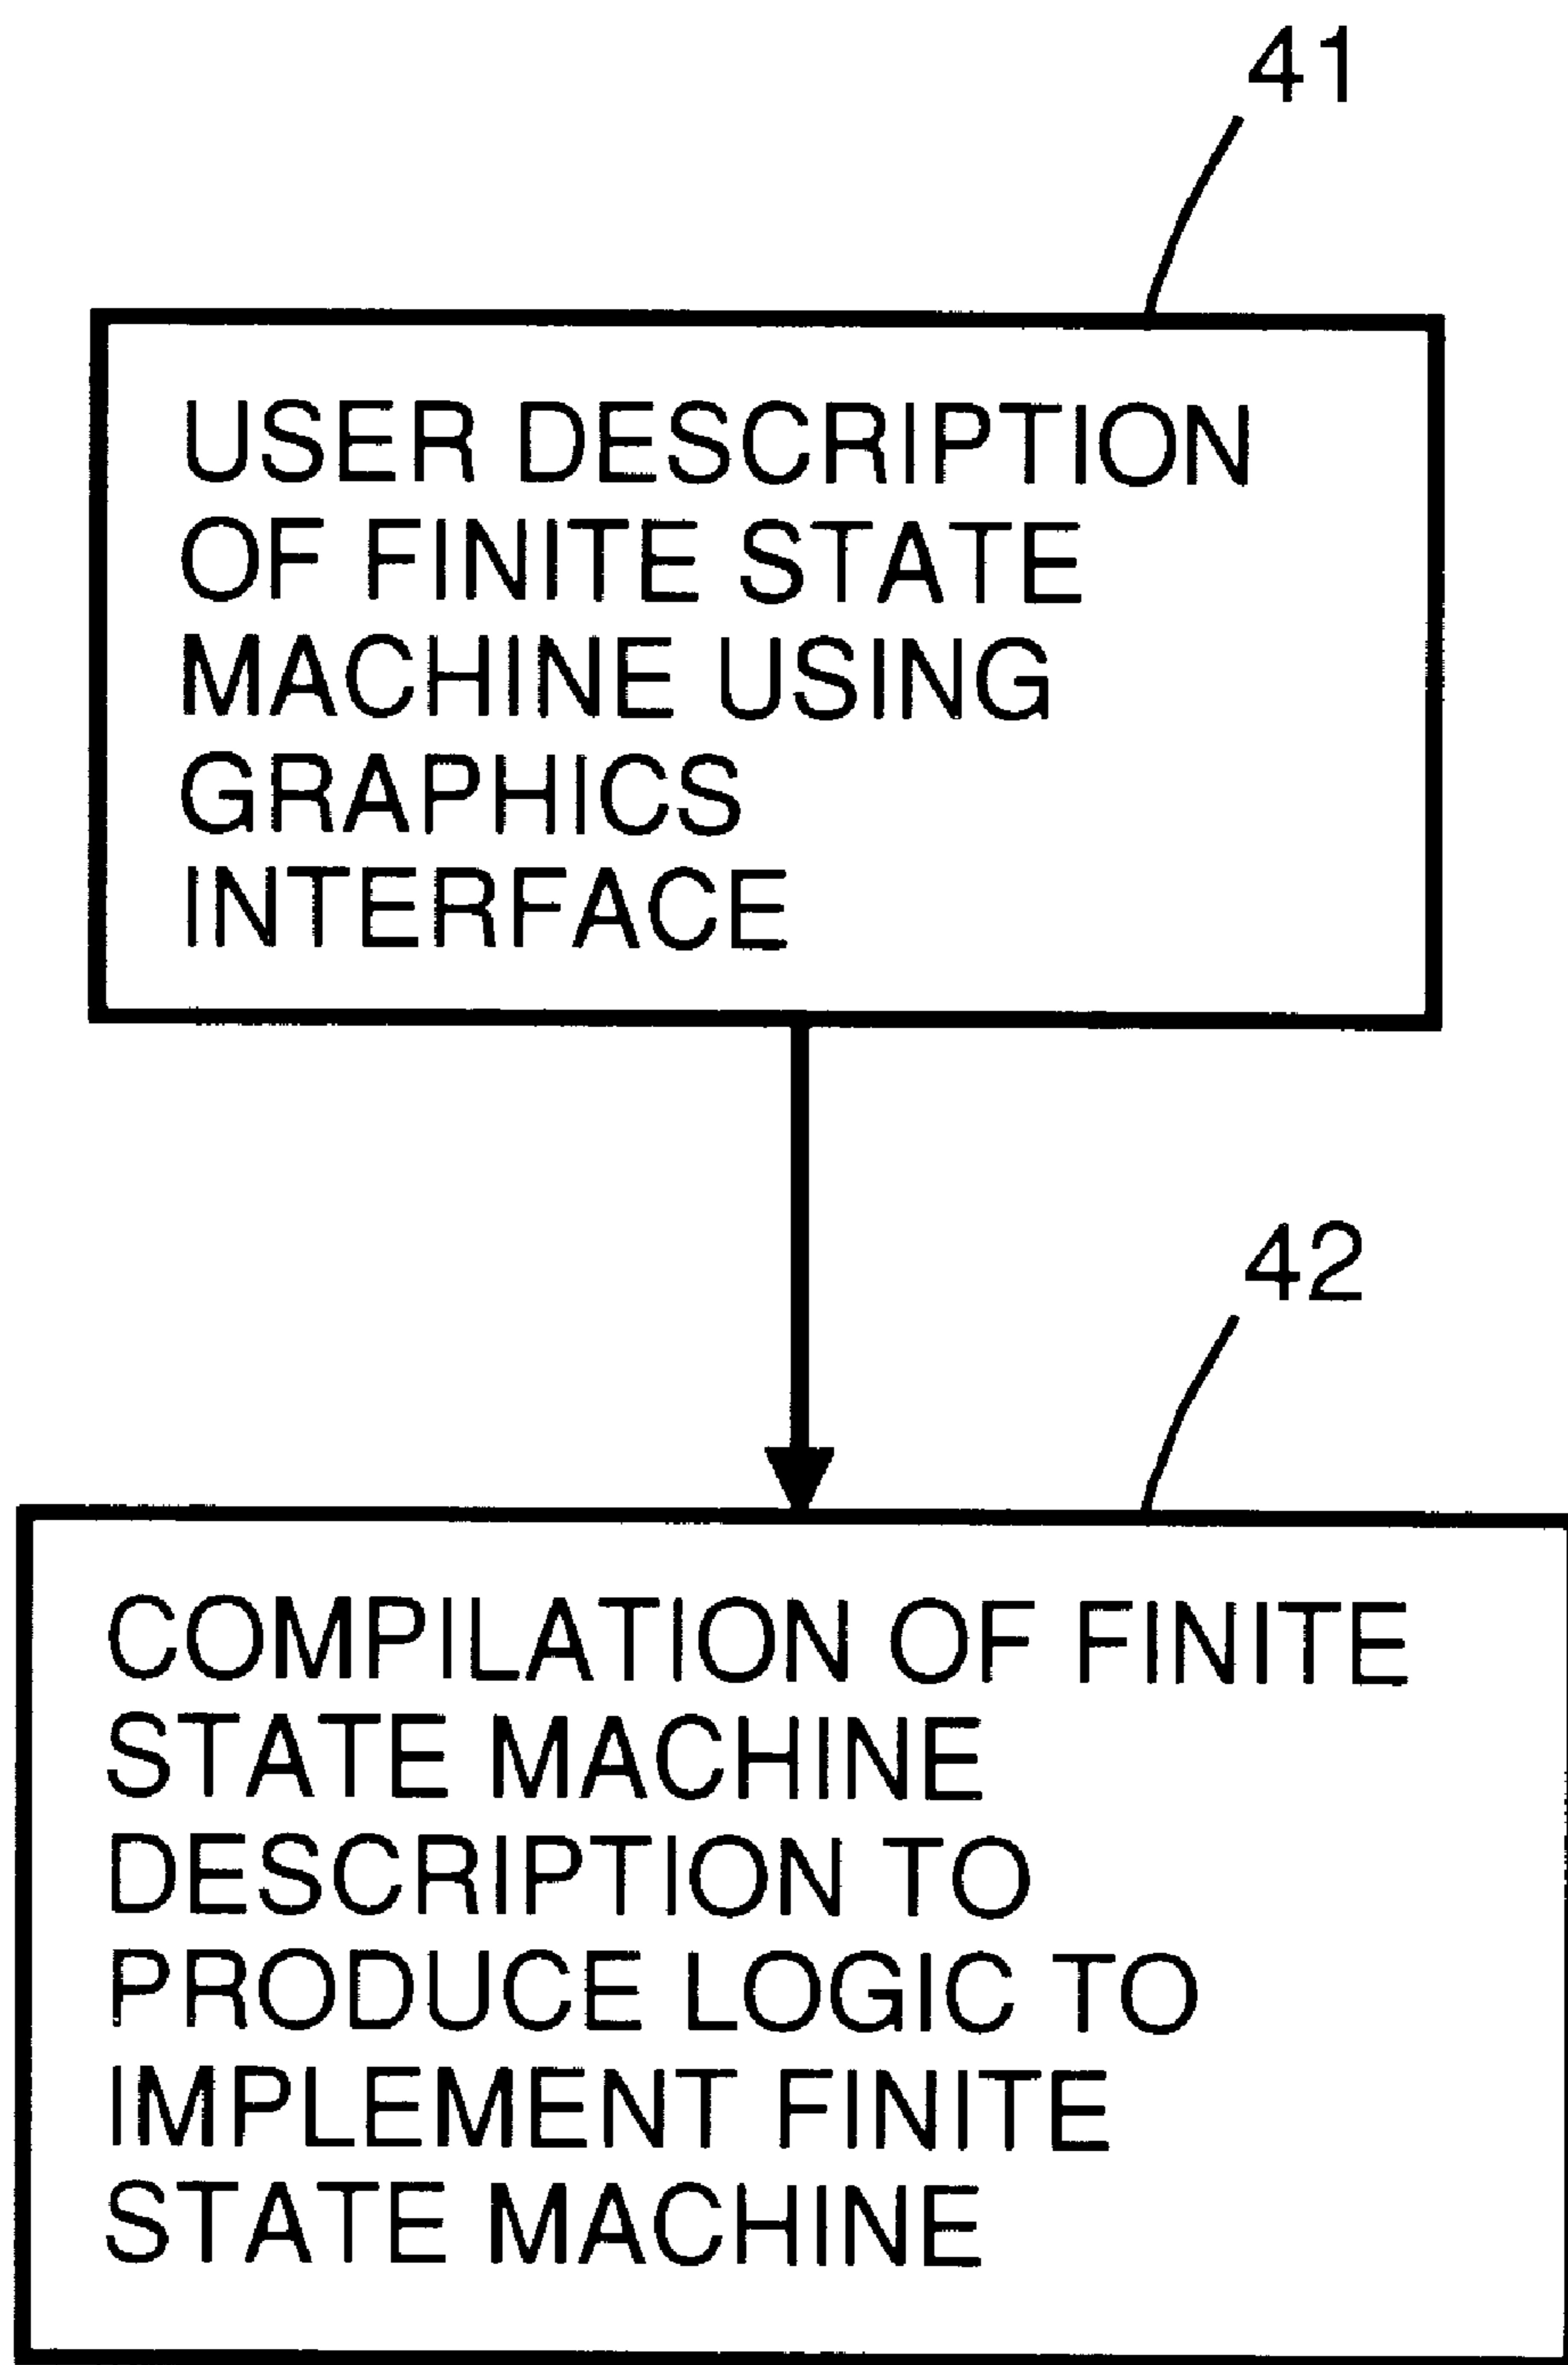 41
USER DESCRIPTION
OF FINITE STATE
MACHINE USING
GRAPHICS
INTERFACE
42
COMPILATION OF FINITE
STATE MACHINE
DESCRIPTION TO
PRODUCE LOGIC TO
IMPLEMENT FINITE
STATE MACHINE